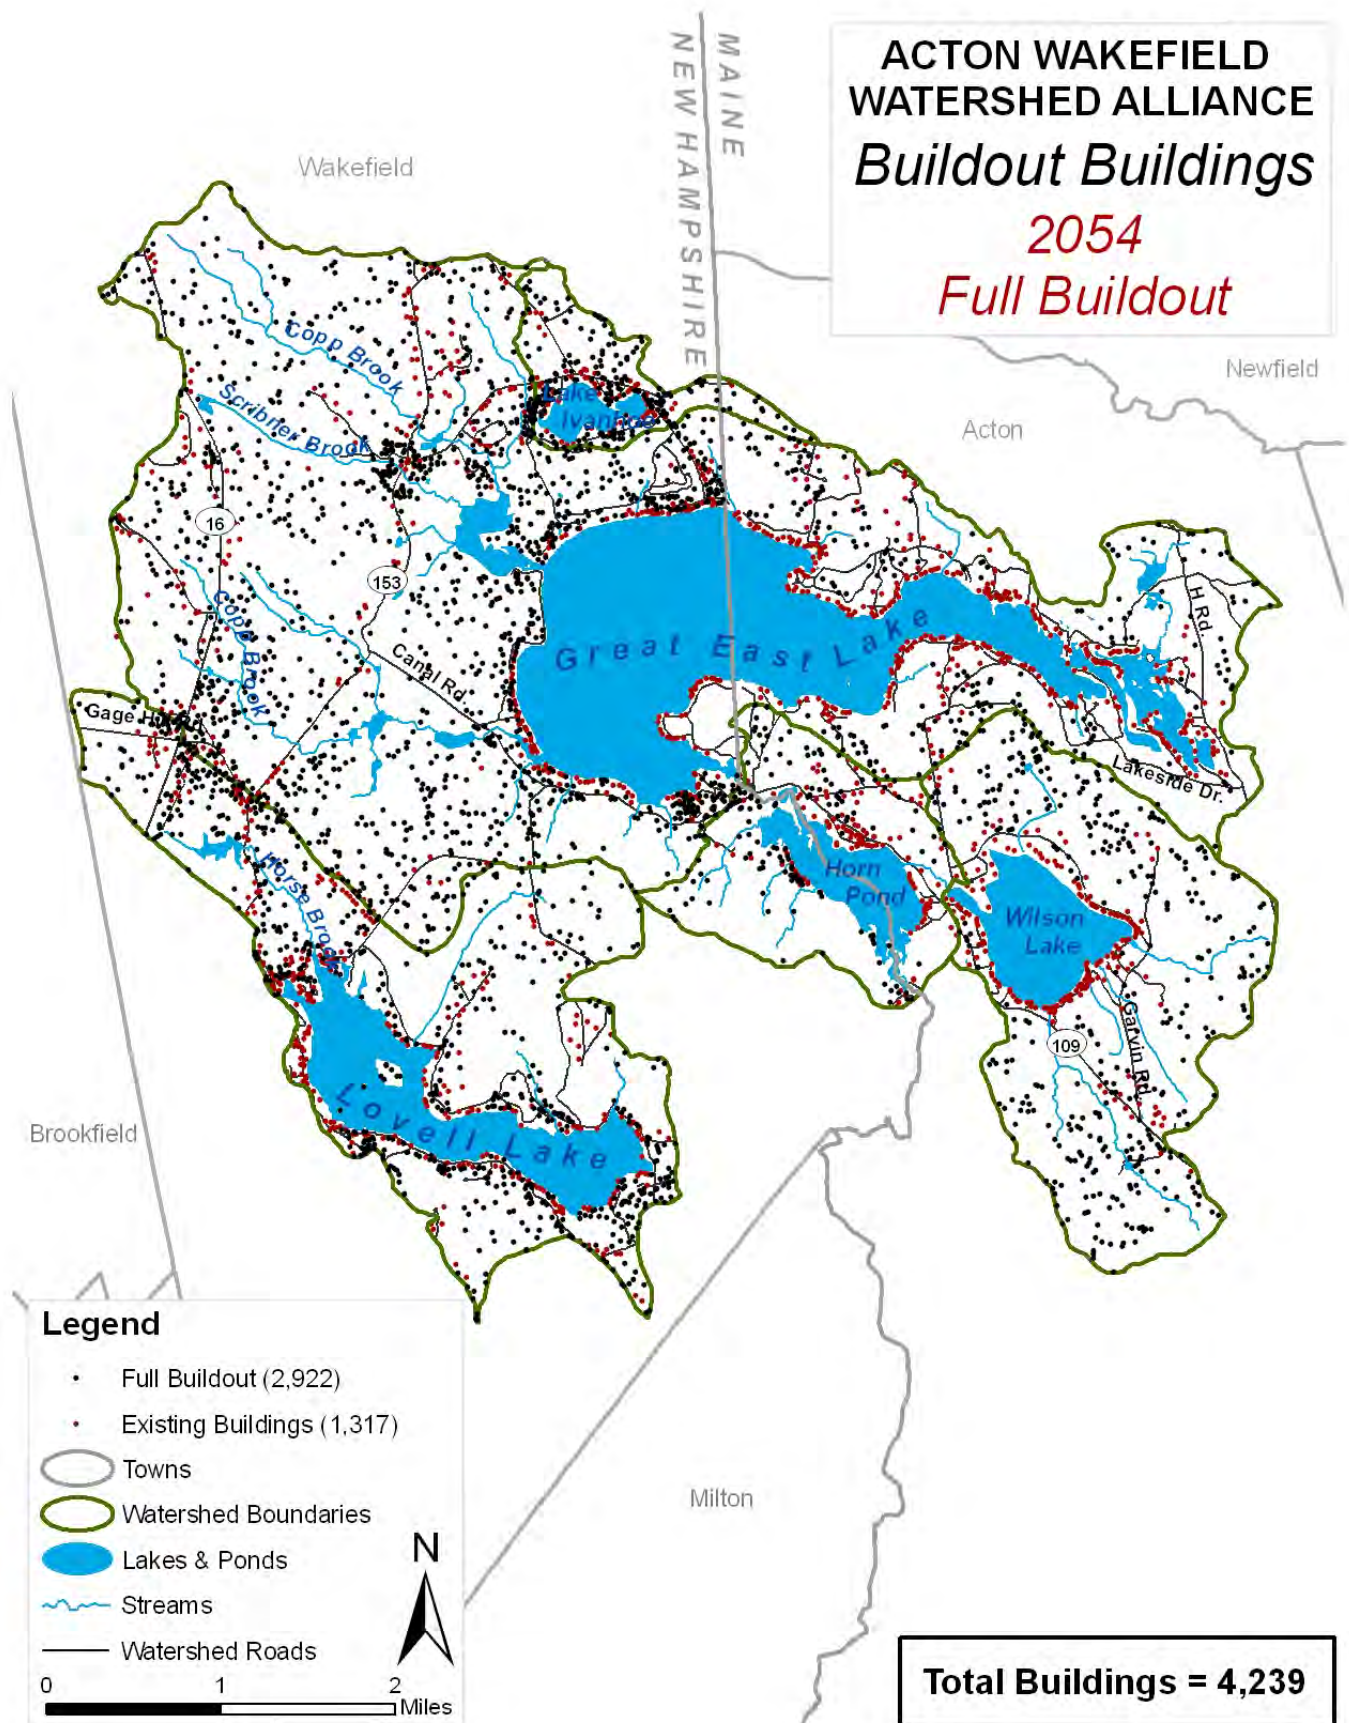 ACTON WAKEFIELD
WATERSHED ALLIANCE
Buildout Buildings
2054
Full Buildout
MAINE
NEW HAMPSHIRE
Wakefield
Newfield
Acton
Copp Brook
Scribner Brook
Lake
Ivanhoe
16
153
H Rd
Copp Brook
Great East Lake
Canal Rd
Gage Hill Rd
Lakeside Dr.
Horse Brook
Horn
Pond
Wilson
Lake
109
Garvin Rd
Lovell Lake
Brookfield
Milton
Legend
Full Buildout (2,922)
Existing Buildings (1,317)
Towns
Watershed Boundaries
Lakes & Ponds
Streams
Watershed Roads
N
0 1 2
Miles
Total Buildings = 4,239